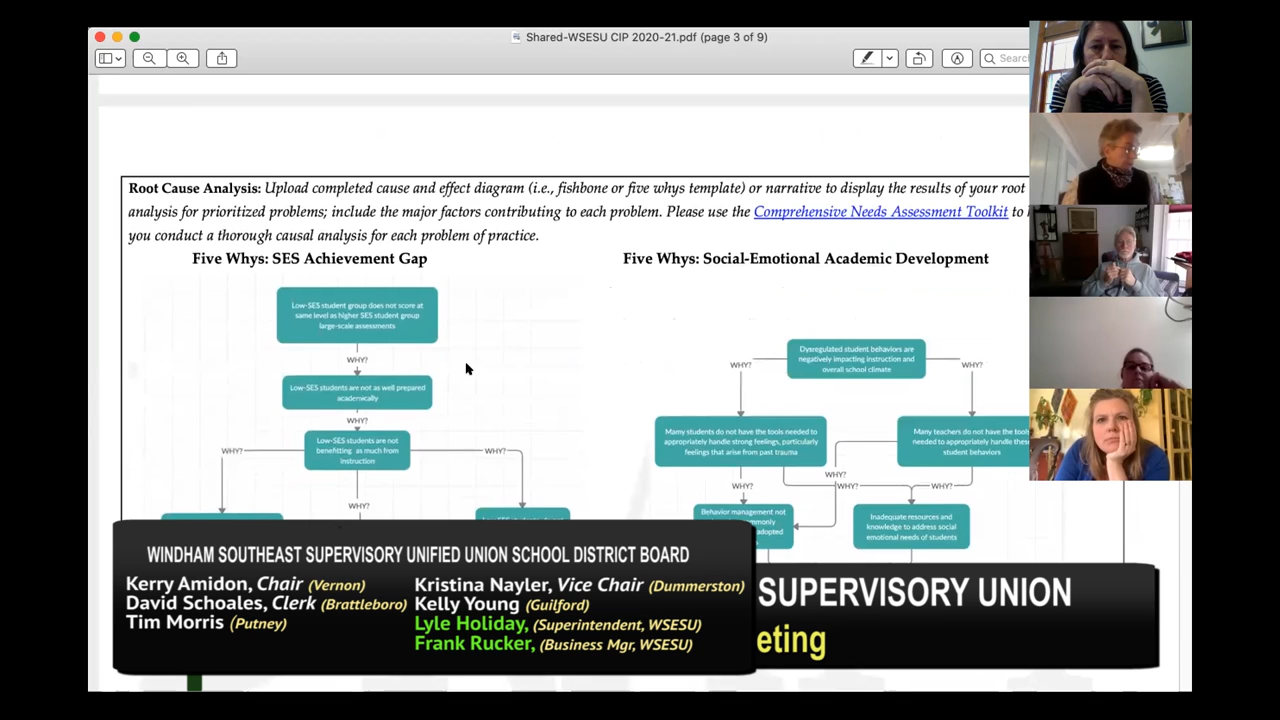 Shared-WSESU CIP 2020-21.pdf (page 3 of 9)
Search
Root Cause Analysis: Upload completed cause and effect diagram (i.e., fishbone or five whys template) or narrative to display the results of your root
analysis for prioritized problems; include the major factors contributing to each problem. Please use the Comprehensive Needs Assessment Toolkit to
you conduct a thorough causal analysis for each problem of practice.
Five Whys: SES Achievement Gap
Low-SES student group does not score at
same level as higher SES student group
large-scale assessments
WHY?
Low-SES students are not as well prepared
academically
WHY?
Low-SES students are not
benefitting as much from
instruction
WHY?
WHY?
WHY?
Five Whys: Social-Emotional Academic Development
Dysregulated student behaviors are
negatively impacting instruction and
overall school climate
WHY?
WHY?
Many students do not have the tools needed to
appropriately handle strong feelings, particularly
feelings that arise from past trauma
Many teachers do not have the tools
needed to appropriately handle these
student behaviors
WHY?
WHY?
WHY?
WHY?
Behavior management not
Inadequate resources and
knowledge to address social
emotional needs of students
WINDHAM SOUTHEAST SUPERVISORY UNIFIED UNION SCHOOL DISTRICT BOARD
Kerry Amidon, Chair (Vernon)
David Schoales, Clerk (Brattleboro)
Tim Morris (Putney)
Kristina Nayler, Vice Chair (Dummerston)
Kelly Young (Guilford)
Lyle Holiday, (Superintendent, WSESU)
Frank Rucker, (Business Mgr, WSESU)
SUPERVISORY UNION
eting